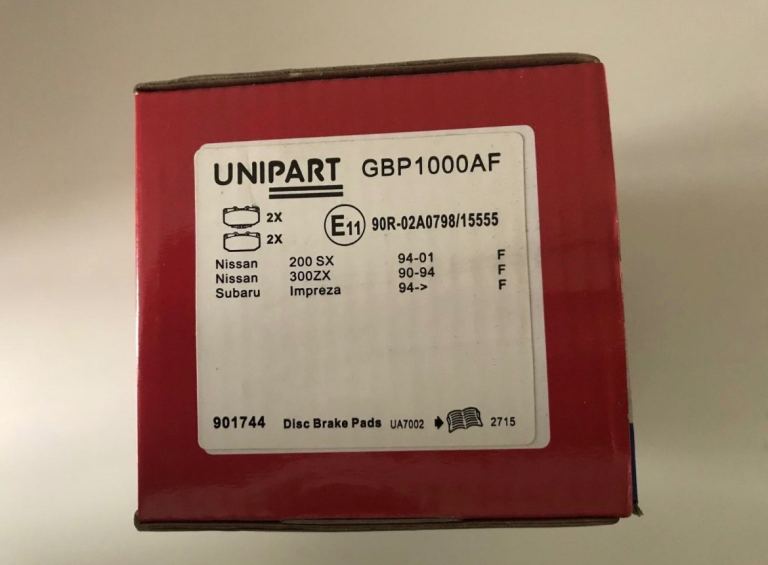 UNIPART GBP1000AF
2X
2X
E11 90R-02A0798/15555
Nissan 200 SX 94-01 F
Nissan 300ZX 90-94 F
Subaru Impreza 94-> F
901744 Disc Brake Pads UA7002 2715